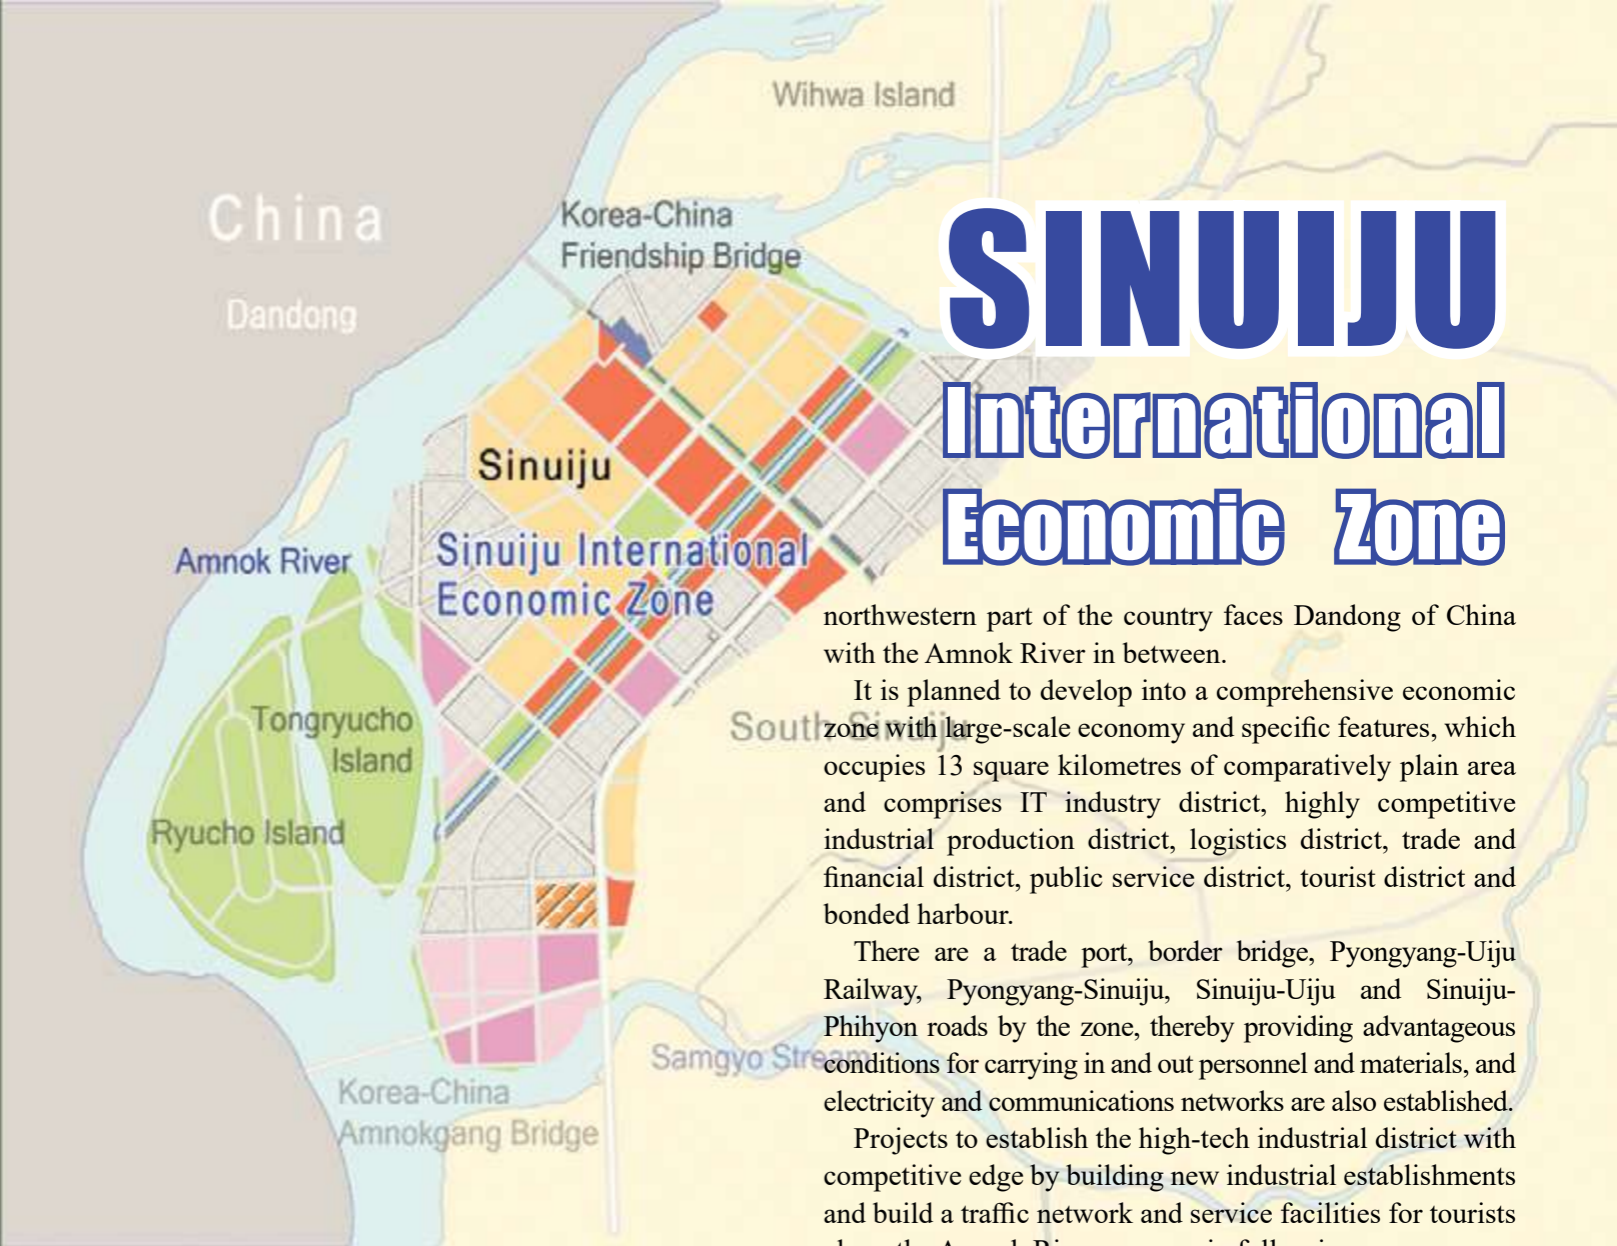 Wihwa Island
China
Korea-China
Friendship Bridge
Dandong
SINUIJU
International
Economic Zone
Sinuiju
Sinuiju International
Economic Zone
Amnok River
Tongryucho
Island
Ryucho Island
South Sinuiju
Samgyo Stream
Korea-China
Amnokgang Bridge
northwestern part of the country faces Dandong of China
with the Amnok River in between.
It is planned to develop into a comprehensive economic
zone with large-scale economy and specific features, which
occupies 13 square kilometres of comparatively plain area
and comprises IT industry district, highly competitive
industrial production district, logistics district, trade and
financial district, public service district, tourist district and
bonded harbour.
There are a trade port, border bridge, Pyongyang-Uiju
Railway, Pyongyang-Sinuiju, Sinuiju-Uiju and Sinuiju-
Phihyon roads by the zone, thereby providing advantageous
conditions for carrying in and out personnel and materials, and
electricity and communications networks are also established.
Projects to establish the high-tech industrial district with
competitive edge by building new industrial establishments
and build a traffic network and service facilities for tourists